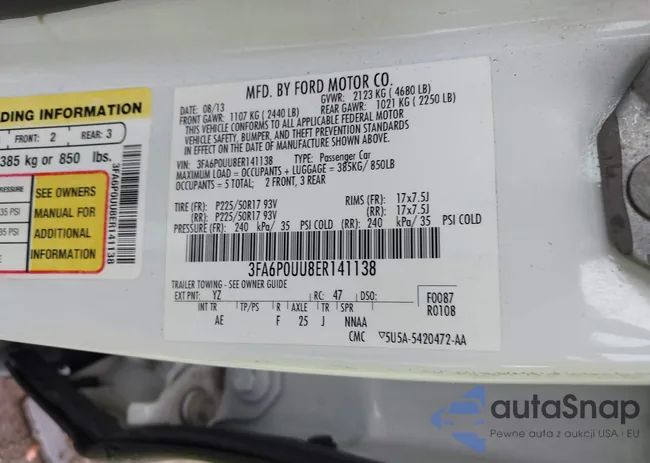 DING INFORMATION
FRONT: 2 REAR: 3
385 kg or 850 lbs.
RESSURE
35 PSI
35 PSI
SEE OWNERS
MANUAL FOR
ADDITIONAL
INFORMATION
3FA6P0UU8ER141138
MFD. BY FORD MOTOR CO.
DATE: 08/13 GVWR: 2123 KG ( 4680 LB)
FRONT GAWR: 1107 KG ( 2440 LB) REAR GAWR: 1021 KG ( 2250 LB)
THIS VEHICLE CONFORMS TO ALL APPLICABLE FEDERAL MOTOR
VEHICLE SAFETY, BUMPER, AND THEFT PREVENTION STANDARDS
IN EFFECT ON THE DATE OF MANUFACTURE SHOWN ABOVE.
VIN: 3FA6P0UU8ER141138 TYPE: Passenger Car
MAXIMUM LOAD = OCCUPANTS + LUGGAGE = 385KG/ 850LB
OCCUPANTS = 5 TOTAL; 2 FRONT, 3 REAR
TIRE (FR): P225/50R17 93V RIMS (FR): 17x7.5J
(RR): P225/50R17 93V (RR): 17x7.5J
PRESSURE (FR): 240 kPa/ 35 PSI COLD (RR): 240 kPa/ 35 PSI COLD
3FA6P0UU8ER141138
TRAILER TOWING - SEE OWNER GUIDE
EXT PNT: YZ RC: 47 DSO: F0087
INT TR TP/PS R AXLE TR SPR R0108
AE F 25 J NNAA
CMC 5U5A-5420472-AA
autaSnap
Pewne auta z aukcji USA i EU